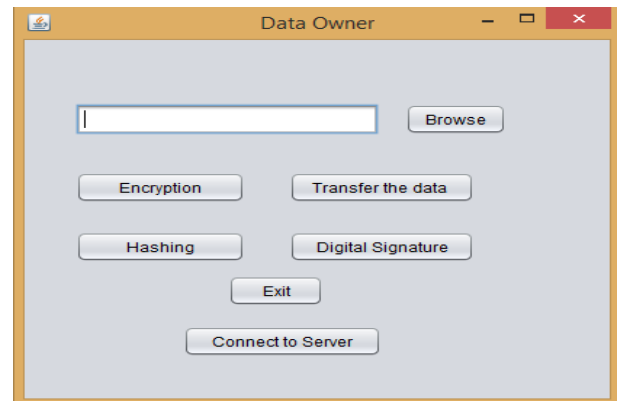 Data Owner
Browse
Encryption
Transfer the data
Hashing
Digital Signature
Exit
Connect to Server